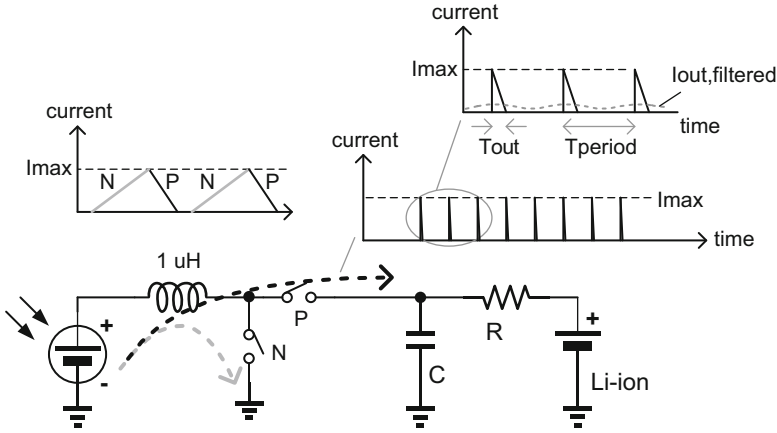 current
Imax
Iout,filtered
time
Tout
Tperiod
current
Imax
N
P
N
P
current
Imax
time
1 uH
P
N
+
-
C
R
+
Li-ion